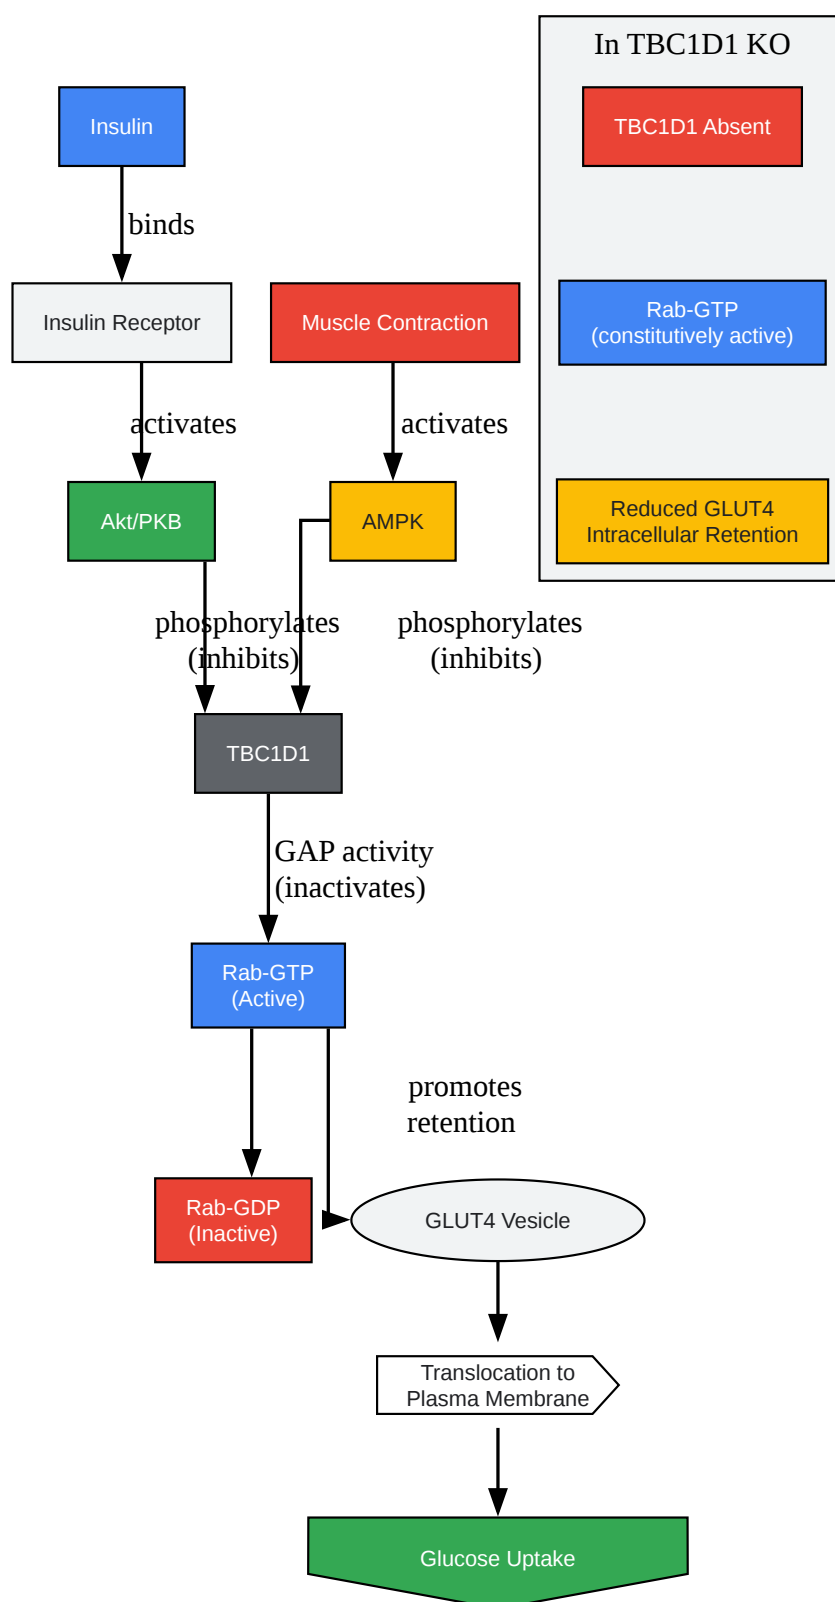 In TBC1D1 KO
Insulin
TBC1D1 Absent
binds
Insulin Receptor
Muscle Contraction
Rab-GTP
(constitutively active)
activates
activates
Akt/PKB
AMPK
Reduced GLUT4
Intracellular Retention
phosphorylates
(inhibits)
phosphorylates
(inhibits)
TBC1D1
GAP activity
(inactivates)
Rab-GTP
(Active)
promotes
retention
Rab-GDP
(Inactive)
GLUT4 Vesicle
Translocation to
Plasma Membrane
Glucose Uptake